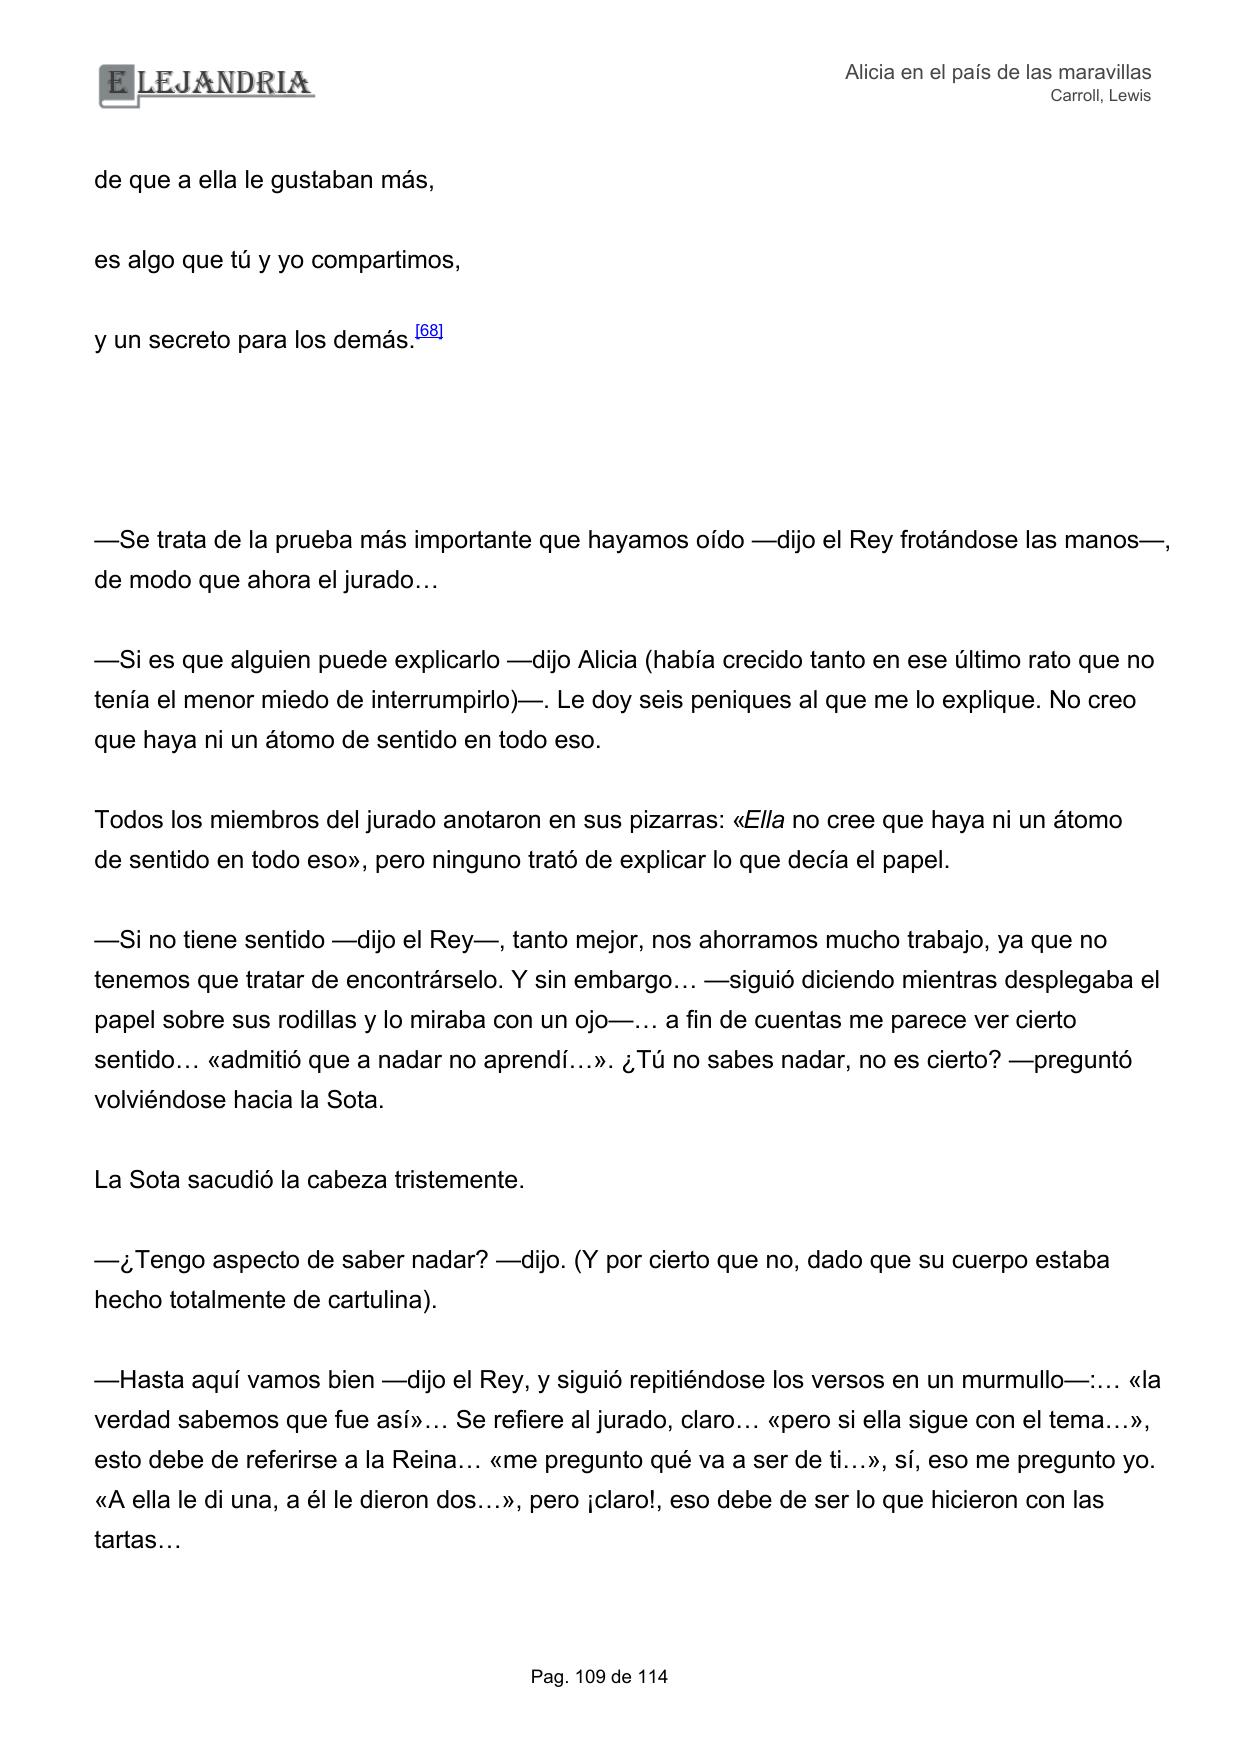 ELEJANDRIA
Alicia en el país de las maravillas
Carroll, Lewis
de que a ella le gustaban más,
es algo que tú y yo compartimos,
y un secreto para los demás.[68]
—Se trata de la prueba más importante que hayamos oído —dijo el Rey frotándose las manos—,
de modo que ahora el jurado…
—Si es que alguien puede explicarlo —dijo Alicia (había crecido tanto en ese último rato que no
tenía el menor miedo de interrumpirlo)—. Le doy seis peniques al que me lo explique. No creo
que haya ni un átomo de sentido en todo eso.
Todos los miembros del jurado anotaron en sus pizarras: «Ella no cree que haya ni un átomo
de sentido en todo eso», pero ninguno trató de explicar lo que decía el papel.
—Si no tiene sentido —dijo el Rey—, tanto mejor, nos ahorramos mucho trabajo, ya que no
tenemos que tratar de encontrárselo. Y sin embargo… —siguió diciendo mientras desplegaba el
papel sobre sus rodillas y lo miraba con un ojo—… a fin de cuentas me parece ver cierto
sentido… «admitió que a nadar no aprendí…». ¿Tú no sabes nadar, no es cierto? —preguntó
volviéndose hacia la Sota.
La Sota sacudió la cabeza tristemente.
—¿Tengo aspecto de saber nadar? —dijo. (Y por cierto que no, dado que su cuerpo estaba
hecho totalmente de cartulina).
—Hasta aquí vamos bien —dijo el Rey, y siguió repitiéndose los versos en un murmullo—:… «la
verdad sabemos que fue así»… Se refiere al jurado, claro… «pero si ella sigue con el tema…»,
esto debe de referirse a la Reina… «me pregunto qué va a ser de ti…», sí, eso me pregunto yo.
«A ella le di una, a él le dieron dos…», pero ¡claro!, eso debe de ser lo que hicieron con las
tartas…
Pag. 109 de 114